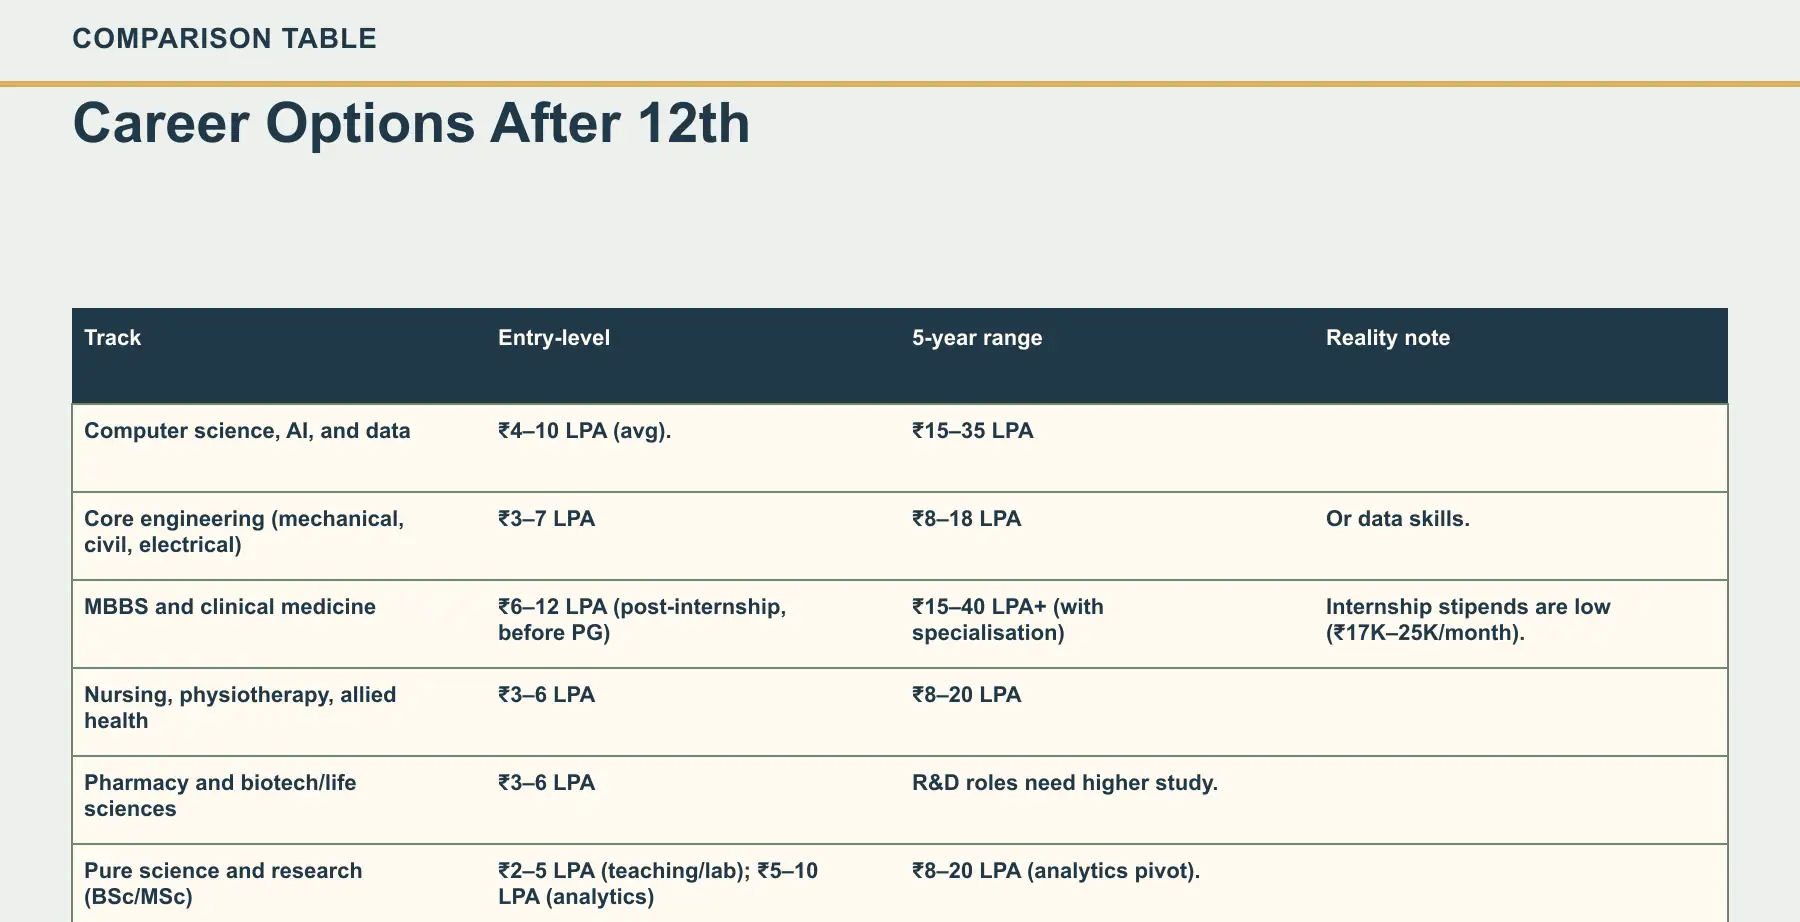 COMPARISON TABLE
Career Options After 12th
Track Entry-level 5-year range Reality note
Computer science, AI, and data ₹4–10 LPA (avg). ₹15–35 LPA
Core engineering (mechanical, ₹3–7 LPA ₹8–18 LPA Or data skills.
civil, electrical)
MBBS and clinical medicine ₹6–12 LPA (post-internship, ₹15–40 LPA+ (with Internship stipends are low
before PG) specialisation) (₹17K–25K/month).
Nursing, physiotherapy, allied ₹3–6 LPA ₹8–20 LPA
health
Pharmacy and biotech/life ₹3–6 LPA R&D roles need higher study.
sciences
Pure science and research ₹2–5 LPA (teaching/lab); ₹5–10 ₹8–20 LPA (analytics pivot).
(BSc/MSc) LPA (analytics)